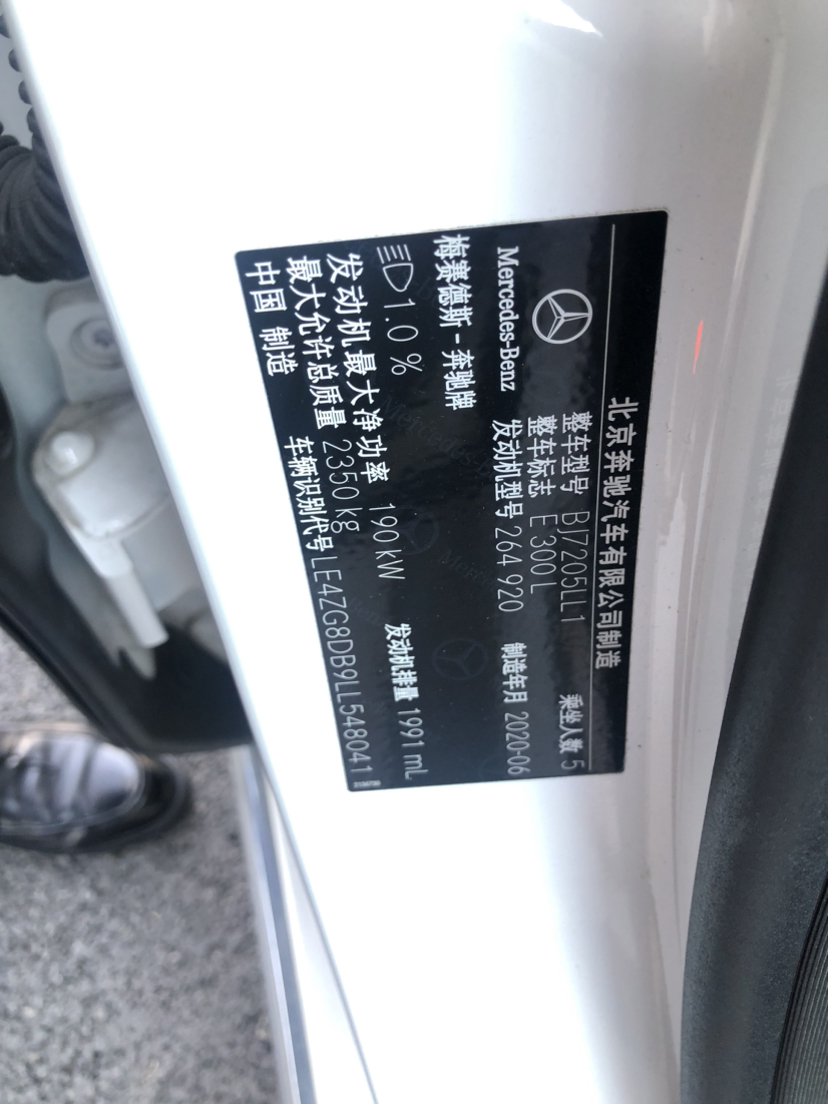 北京奔驰汽车有限公司制造
Mercedes-Benz
梅赛德斯-奔驰牌
整车型号 BJ7205LL1 乘坐人数 5
整车标志 E 300 L
发动机型号 264 920 制造年月 2020-06
1.0 %
发动机最大净功率 190 kW 发动机排量 1991 mL
最大允许总质量 2350 kg
中国 制造 车辆识别代号 LE4ZG8DB9LL548041